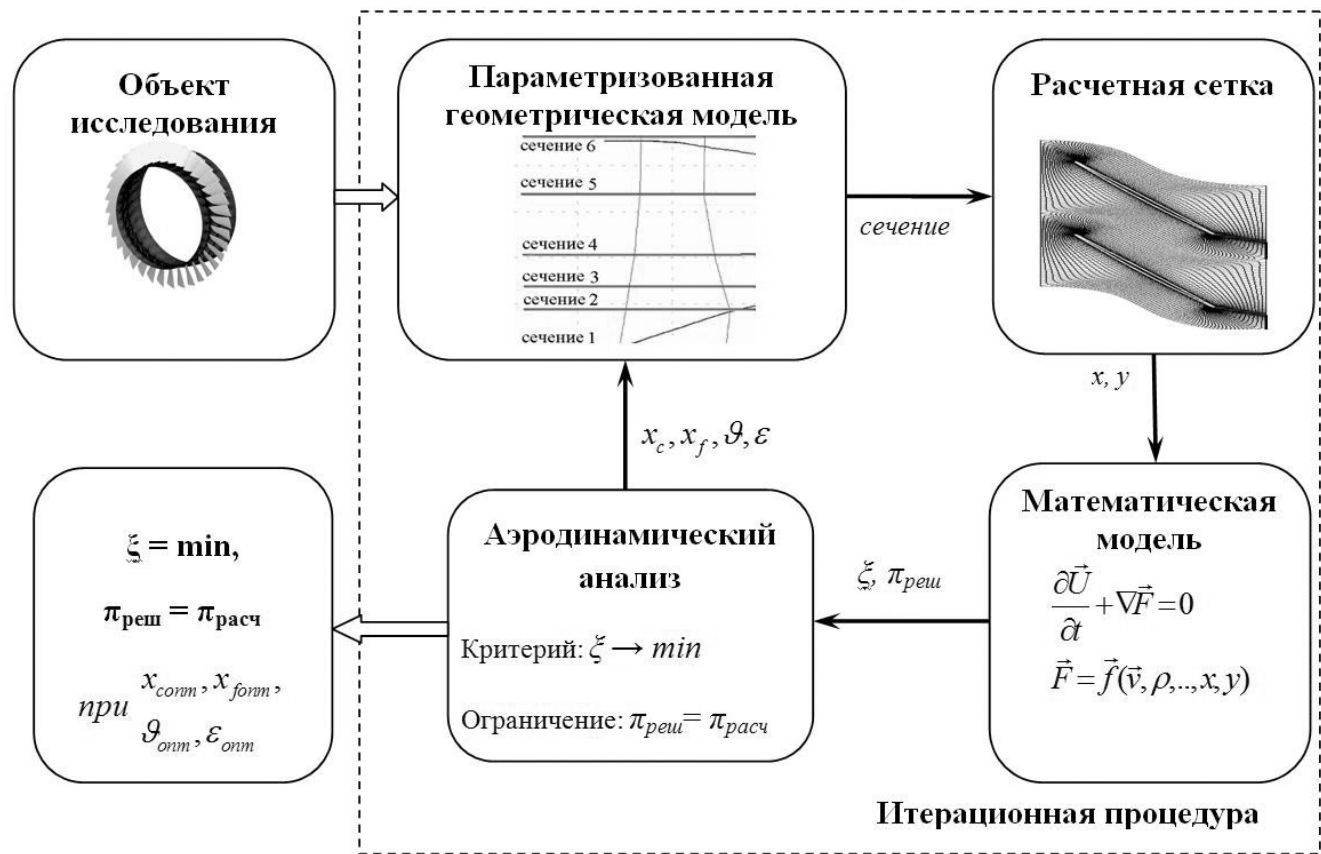 Объект
исследования
Параметризованная
геометрическая модель
сечение 6
сечение 5
сечение 4
сечение 3
сечение 2
сечение 1
сечение
Расчетная сетка
x, y
Математическая
модель
∂U⃗/∂t + ∇F⃗ = 0
F⃗ = f⃗(v⃗, ρ,.., x, y)
ξ, π_реш
Аэродинамический
анализ
Критерий: ξ → min
Ограничение: π_реш = π_расч
x_c, x_f, ϑ, ε
ξ = min,
π_реш = π_расч
при x_cопт, x_fопт,
ϑ_опт, ε_опт
Итерационная процедура